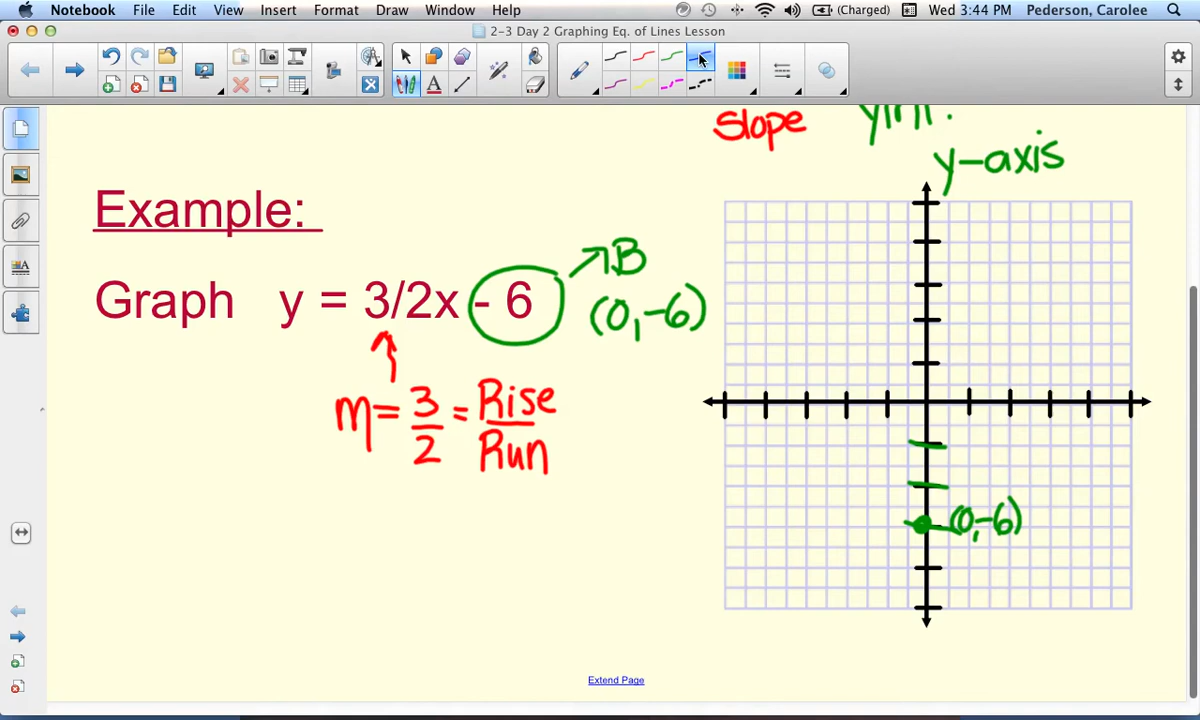 Notebook File Edit View Insert Format Draw Window Help (Charged) Wed 3:44 PM Pederson, Carolee
2-3 Day 2 Graphing Eq. of Lines Lesson
Slope yint.
y-axis
Example:
B
Graph y = 3/2x - 6 (0,-6)
m= 3/2 = Rise/Run
(0,-6)
Extend Page